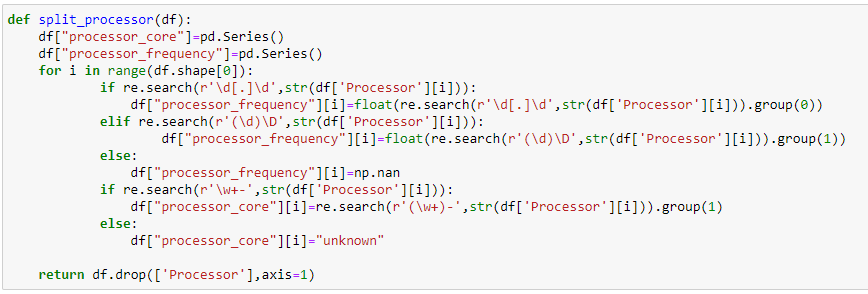 def split_processor(df):
    df["processor_core"]=pd.Series()
    df["processor_frequency"]=pd.Series()
    for i in range(df.shape[0]):
            if re.search(r'\d[.]\d',str(df['Processor'][i])):
                df["processor_frequency"][i]=float(re.search(r'\d[.]\d',str(df['Processor'][i])).group(0))
            elif re.search(r'(\d)\D',str(df['Processor'][i])):
                    df["processor_frequency"][i]=float(re.search(r'(\d)\D',str(df['Processor'][i])).group(1))
            else:
                df["processor_frequency"][i]=np.nan
            if re.search(r'\w+-',str(df['Processor'][i])):
                df["processor_core"][i]=re.search(r'(\w+)-',str(df['Processor'][i])).group(1)
            else:
                df["processor_core"][i]="unknown"

    return df.drop(['Processor'],axis=1)